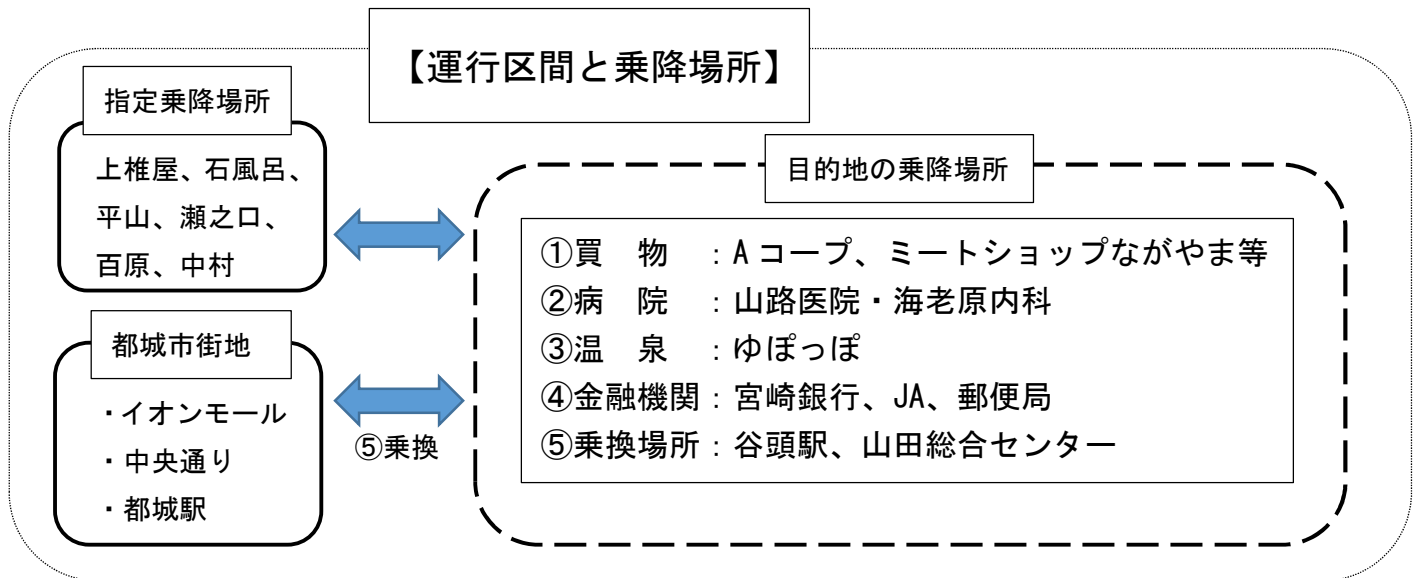 【運行区間と乗降場所】
指定乗降場所
上椎屋、石風呂、
平山、瀬之口、
百原、中村
都城市街地
・イオンモール
・中央通り
・都城駅
⑤乗換
目的地の乗降場所
①買　物　：Aコープ、ミートショップながやま等
②病　院　：山路医院・海老原内科
③温　泉　：ゆぽっぽ
④金融機関：宮崎銀行、JA、郵便局
⑤乗換場所：谷頭駅、山田総合センター